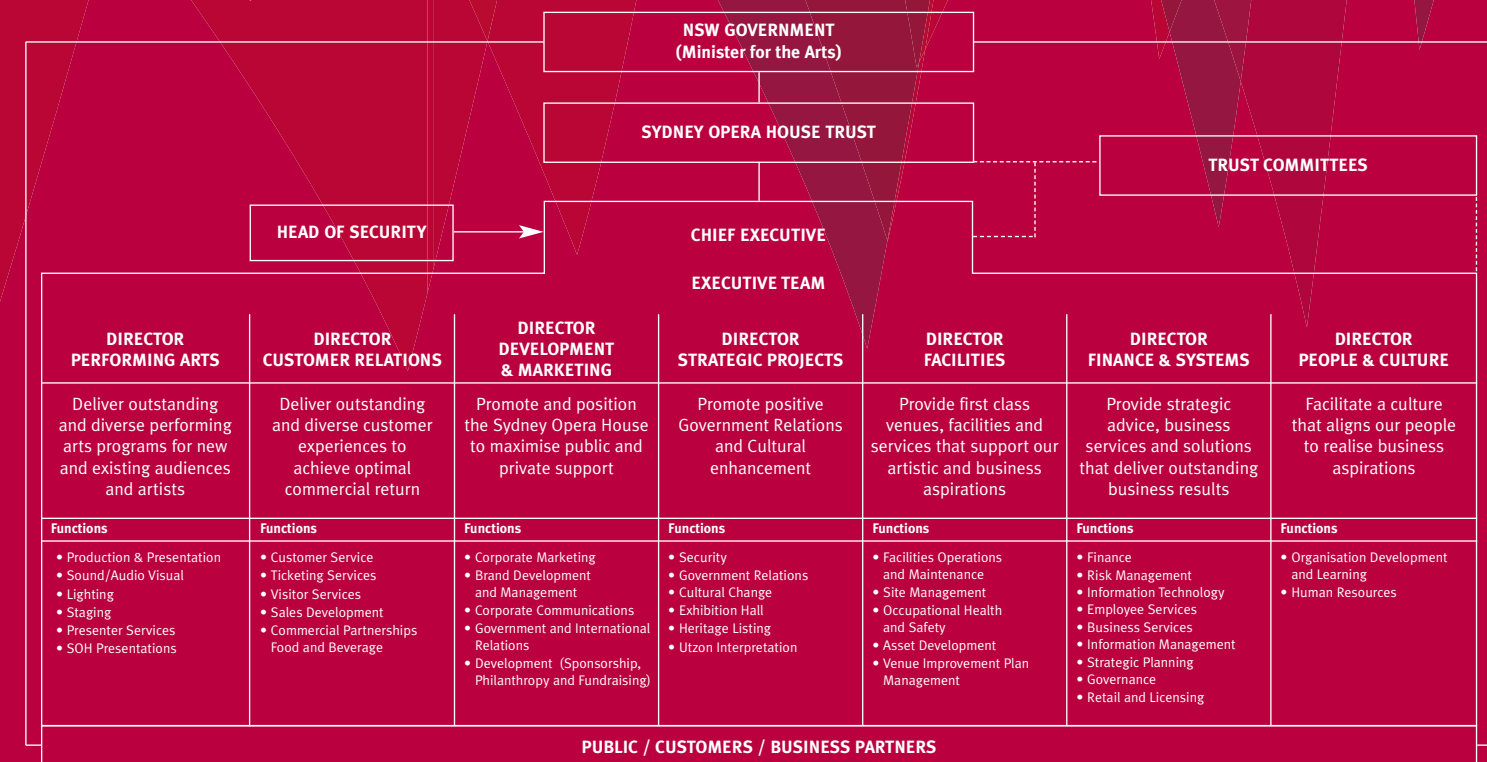 NSW GOVERNMENT
(Minister for the Arts)
SYDNEY OPERA HOUSE TRUST
TRUST COMMITTEES
HEAD OF SECURITY
CHIEF EXECUTIVE
EXECUTIVE TEAM
DIRECTOR
PERFORMING ARTS
Deliver outstanding
and diverse performing
arts programs for new
and existing audiences
and artists
Functions
• Production & Presentation
• Sound/Audio Visual
• Lighting
• Staging
• Presenter Services
• SOH Presentations
DIRECTOR
CUSTOMER RELATIONS
Deliver outstanding
and diverse customer
experiences to
achieve optimal
commercial return
Functions
• Customer Service
• Ticketing Services
• Visitor Services
• Sales Development
• Commercial Partnerships
Food and Beverage
DIRECTOR
DEVELOPMENT
& MARKETING
Promote and position
the Sydney Opera House
to maximise public and
private support
Functions
• Corporate Marketing
• Brand Development
and Management
• Corporate Communications
• Government and International
Relations
• Development (Sponsorship,
Philanthropy and Fundraising)
DIRECTOR
STRATEGIC PROJECTS
Promote positive
Government Relations
and Cultural
enhancement
Functions
• Security
• Government Relations
• Cultural Change
• Exhibition Hall
• Heritage Listing
• Utzon Interpretation
DIRECTOR
FACILITIES
Provide first class
venues, facilities and
services that support our
artistic and business
aspirations
Functions
• Facilities Operations
and Maintenance
• Site Management
• Occupational Health
and Safety
• Asset Development
• Venue Improvement Plan
Management
DIRECTOR
FINANCE & SYSTEMS
Provide strategic
advice, business
services and solutions
that deliver outstanding
business results
Functions
• Finance
• Risk Management
• Information Technology
• Employee Services
• Business Services
• Information Management
• Strategic Planning
• Governance
• Retail and Licensing
DIRECTOR
PEOPLE & CULTURE
Facilitate a culture
that aligns our people
to realise business
aspirations
Functions
• Organisation Development
and Learning
• Human Resources
PUBLIC / CUSTOMERS / BUSINESS PARTNERS